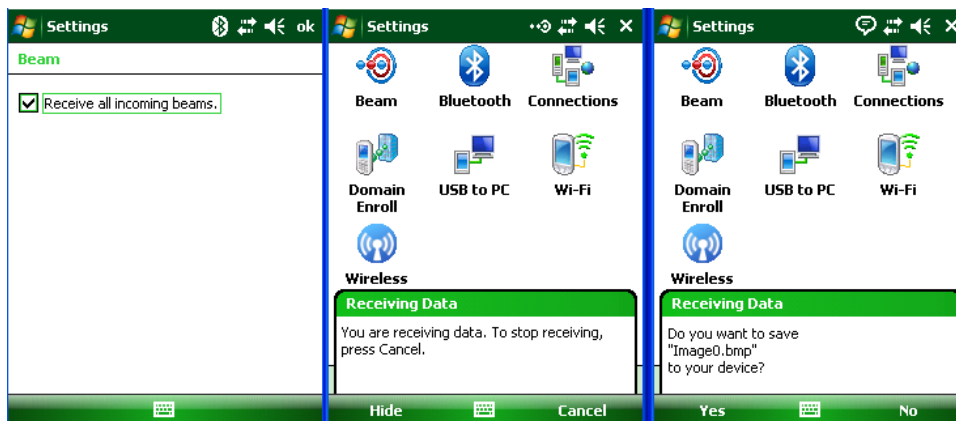 Settings
ok
Beam
Receive all incoming beams.
Settings
Beam
Bluetooth
Connections
Domain
Enroll
USB to PC
Wi-Fi
Wireless
Receiving Data
You are receiving data. To stop receiving,
press Cancel.
Hide
Cancel
Settings
Beam
Bluetooth
Connections
Domain
Enroll
USB to PC
Wi-Fi
Wireless
Receiving Data
Do you want to save
"Image0.bmp"
to your device?
Yes
No